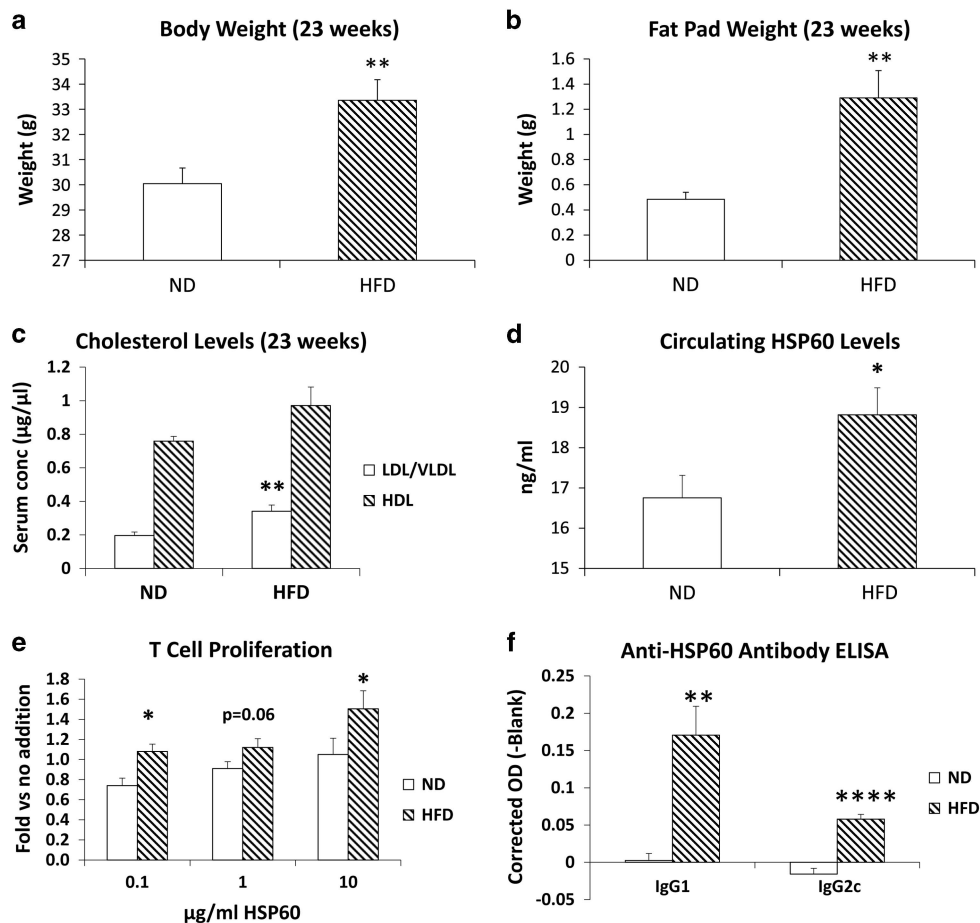 a
Body Weight (23 weeks)
Weight (g)
35
34
33
32
31
30
29
28
27
**
ND
HFD
b
Fat Pad Weight (23 weeks)
Weight (g)
1.6
1.4
1.2
1
0.8
0.6
0.4
0.2
0
**
ND
HFD
c
Cholesterol Levels (23 weeks)
Serum conc (µg/µl)
1.2
1
0.8
0.6
0.4
0.2
0
**
ND
HFD
LDL/VLDL
HDL
d
Circulating HSP60 Levels
ng/ml
20
19
18
17
16
15
*
ND
HFD
e
T Cell Proliferation
Fold vs no addition
1.8
1.6
1.4
1.2
1.0
0.8
0.6
0.4
0.2
0.0
*
p=0.06
*
0.1
1
10
µg/ml HSP60
ND
HFD
f
Anti-HSP60 Antibody ELISA
Corrected OD (-Blank)
0.25
0.2
0.15
0.1
0.05
0
-0.05
**
****
IgG1
IgG2c
ND
HFD